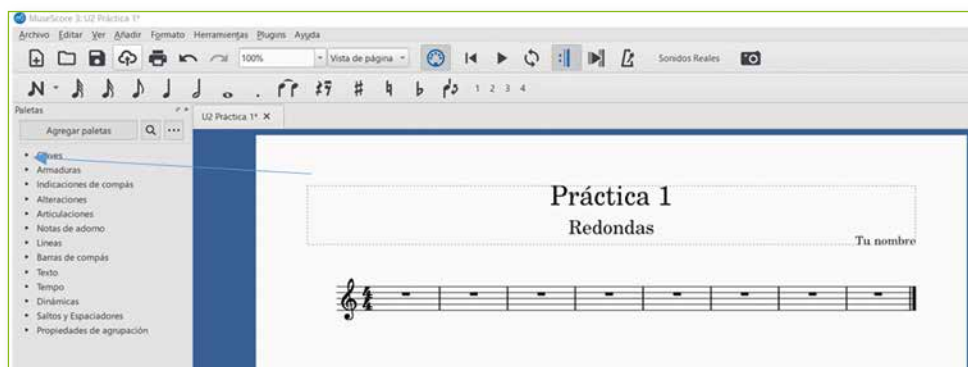 MuseScore 3: U2 Práctica 1*
Archivo Editar Ver Añadir Formato Herramientas Plugins Ayuda
100% Vista de página Sonidos Reales
1 2 3 4
Paletas
U2 Práctica 1* X
Agregar paletas
Claves
Armaduras
Indicaciones de compás
Alteraciones
Articulaciones
Notas de adorno
Líneas
Barras de compás
Texto
Tempo
Dinámicas
Saltos y Espaciadores
Propiedades de agrupación
Práctica 1
Redondas
Tu nombre